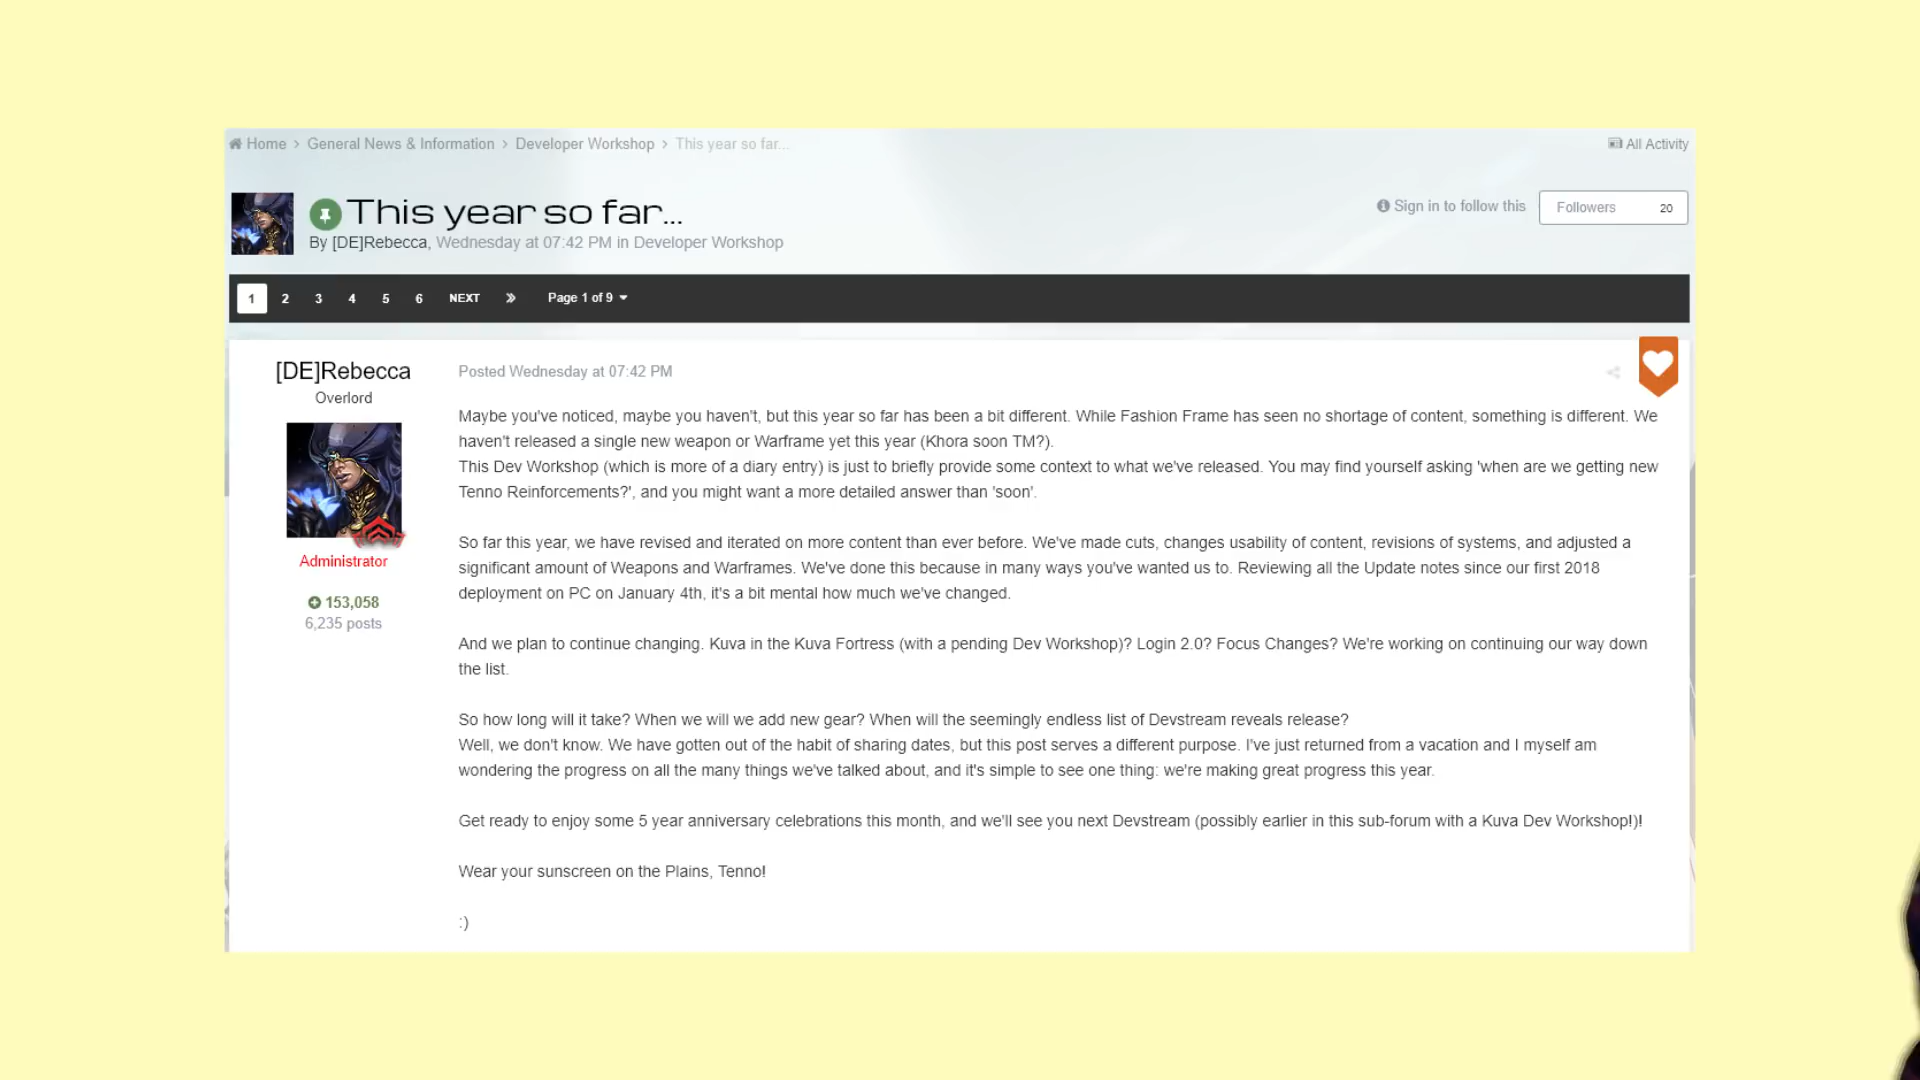 Home > General News & Information > Developer Workshop > This year so far...
All Activity
This year so far...
By [DE]Rebecca, Wednesday at 07:42 PM in Developer Workshop
Sign in to follow this
Followers 20
1 2 3 4 5 6 NEXT » Page 1 of 9
[DE]Rebecca
Overlord
Administrator
153,058
6,235 posts
Posted Wednesday at 07:42 PM
Maybe you've noticed, maybe you haven't, but this year so far has been a bit different. While Fashion Frame has seen no shortage of content, something is different. We
haven't released a single new weapon or Warframe yet this year (Khora soon TM?).
This Dev Workshop (which is more of a diary entry) is just to briefly provide some context to what we've released. You may find yourself asking 'when are we getting new
Tenno Reinforcements?', and you might want a more detailed answer than 'soon'.
So far this year, we have revised and iterated on more content than ever before. We've made cuts, changes usability of content, revisions of systems, and adjusted a
significant amount of Weapons and Warframes. We've done this because in many ways you've wanted us to. Reviewing all the Update notes since our first 2018
deployment on PC on January 4th, it's a bit mental how much we've changed.
And we plan to continue changing. Kuva in the Kuva Fortress (with a pending Dev Workshop)? Login 2.0? Focus Changes? We're working on continuing our way down
the list.
So how long will it take? When we will we add new gear? When will the seemingly endless list of Devstream reveals release?
Well, we don't know. We have gotten out of the habit of sharing dates, but this post serves a different purpose. I've just returned from a vacation and I myself am
wondering the progress on all the many things we've talked about, and it's simple to see one thing: we're making great progress this year.
Get ready to enjoy some 5 year anniversary celebrations this month, and we'll see you next Devstream (possibly earlier in this sub-forum with a Kuva Dev Workshop!)!
Wear your sunscreen on the Plains, Tenno!
:)